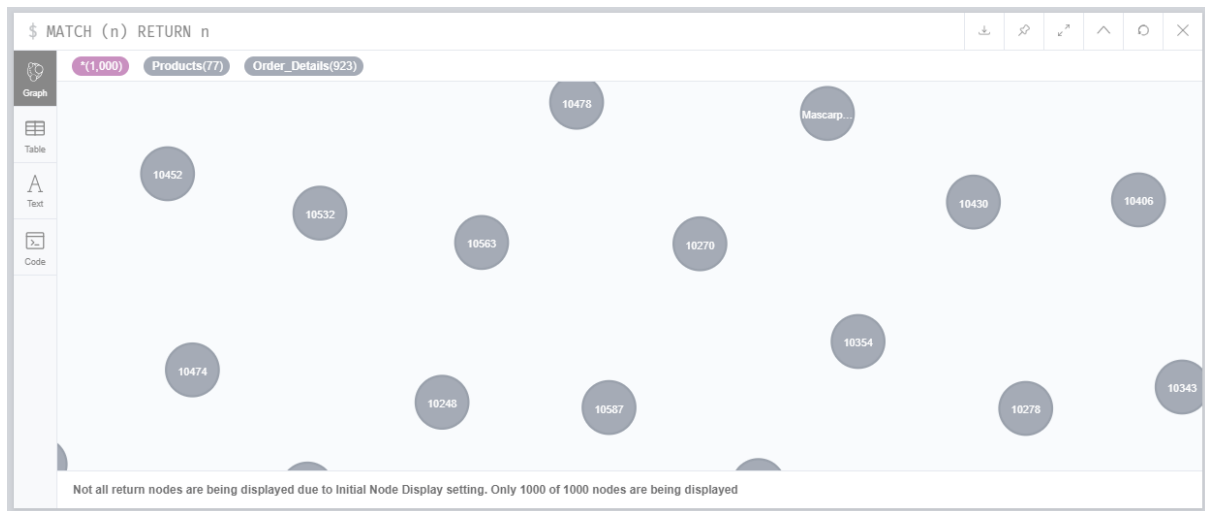 $ MATCH (n) RETURN n
*(1,000) Products(77) Order_Details(923)
Graph
Table
Text
Code
10478
Mascarp...
10452
10532
10430
10406
10563
10270
10354
10474
10248
10587
10278
10343
Not all return nodes are being displayed due to Initial Node Display setting. Only 1000 of 1000 nodes are being displayed